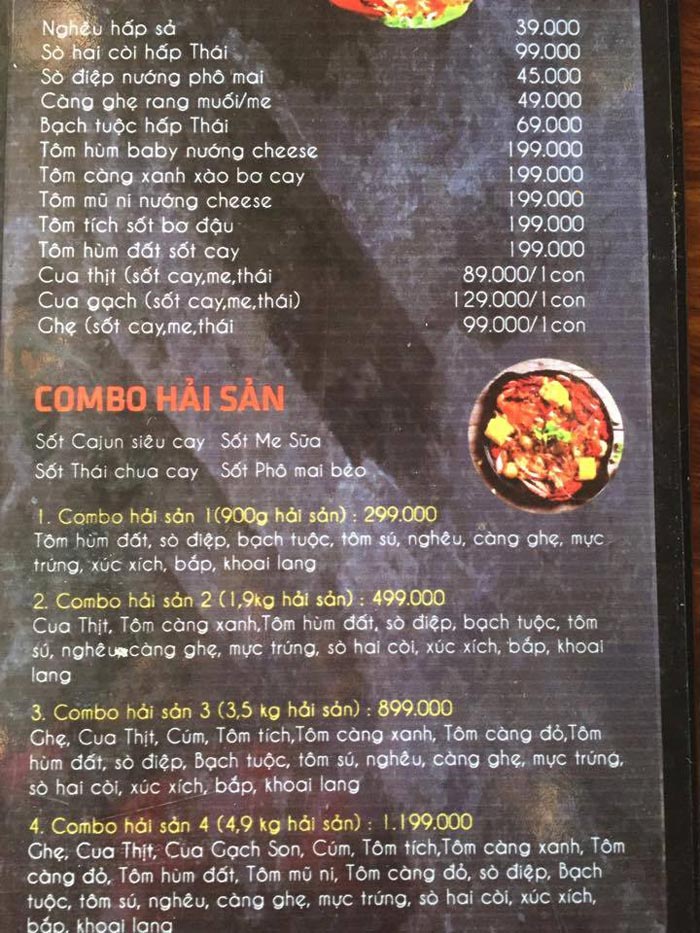 Nghêu hấp sả 39.000
Sò hai còi hấp Thái 99.000
Sò điệp nướng phô mai 45.000
Càng ghẹ rang muối/me 49.000
Bạch tuộc hấp Thái 69.000
Tôm hùm baby nướng cheese 199.000
Tôm càng xanh xào bơ cay 199.000
Tôm mũ ni nướng cheese 199.000
Tôm tích sốt bơ đậu 199.000
Tôm hùm đất sốt cay 199.000
Cua thịt (sốt cay,me,thái 89.000/1con
Cua gạch (sốt cay,me,thái) 129.000/1con
Ghẹ (sốt cay,me,thái 99.000/1con
COMBO HẢI SẢN
Sốt Cajun siêu cay Sốt Me Sữa
Sốt Thái chua cay Sốt Phô mai béo
1. Combo hải sản 1(900g hải sản) : 299.000
Tôm hùm đất, sò điệp, bạch tuộc, tôm sú, nghêu, càng ghẹ, mực
trứng, xúc xích, bắp, khoai lang
2. Combo hải sản 2 (1,9kg hải sản) : 499.000
Cua Thịt, Tôm càng xanh,Tôm hùm đất, sò điệp, bạch tuộc, tôm
sú, nghêu, càng ghẹ, mực trứng, sò hai còi, xúc xích, bắp, khoai
lang
3. Combo hải sản 3 (3,5 kg hải sản) : 899.000
Ghẹ, Cua Thịt, Cúm, Tôm tích,Tôm càng xanh, Tôm càng đỏ,Tôm
hùm đất, sò điệp, Bạch tuộc, tôm sú, nghêu, càng ghẹ, mực trứng,
sò hai còi, xúc xích, bắp, khoai lang
4. Combo hải sản 4 (4,9 kg hải sản) : 1.199.000
Ghẹ, Cua Thịt, Cua Gạch Son, Cúm, Tôm tích,Tôm càng xanh, Tôm
càng đỏ, Tôm hùm đất, Tôm mũ ni, Tôm càng đỏ, sò điệp, Bạch
tuộc, tôm sú, nghêu, càng ghẹ, mực trứng, sò hai còi, xúc xích,
bắp, khoai lang